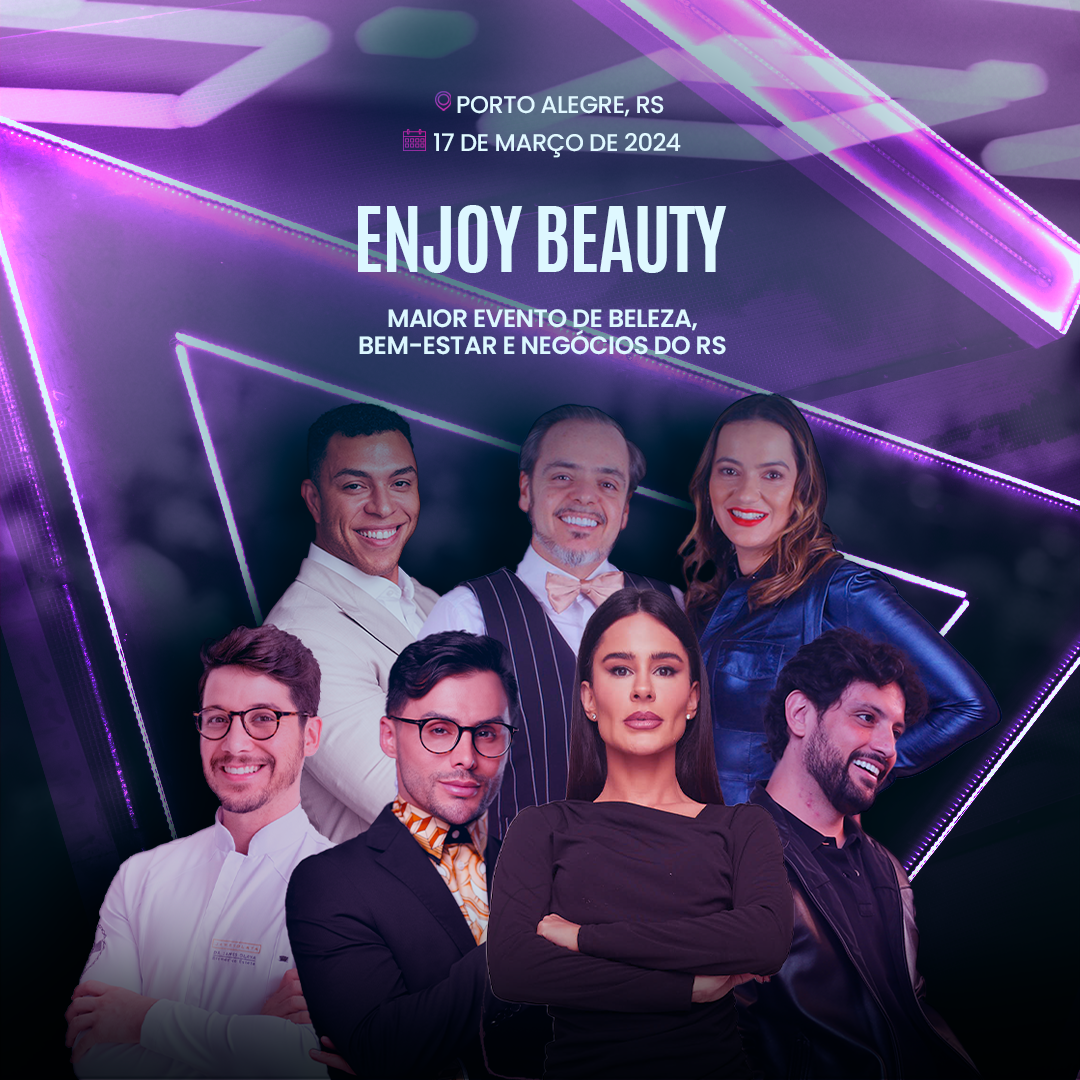 PORTO ALEGRE, RS
17 DE MARÇO DE 2024
ENJOY BEAUTY
MAIOR EVENTO DE BELEZA,
BEM-ESTAR E NEGÓCIOS DO RS